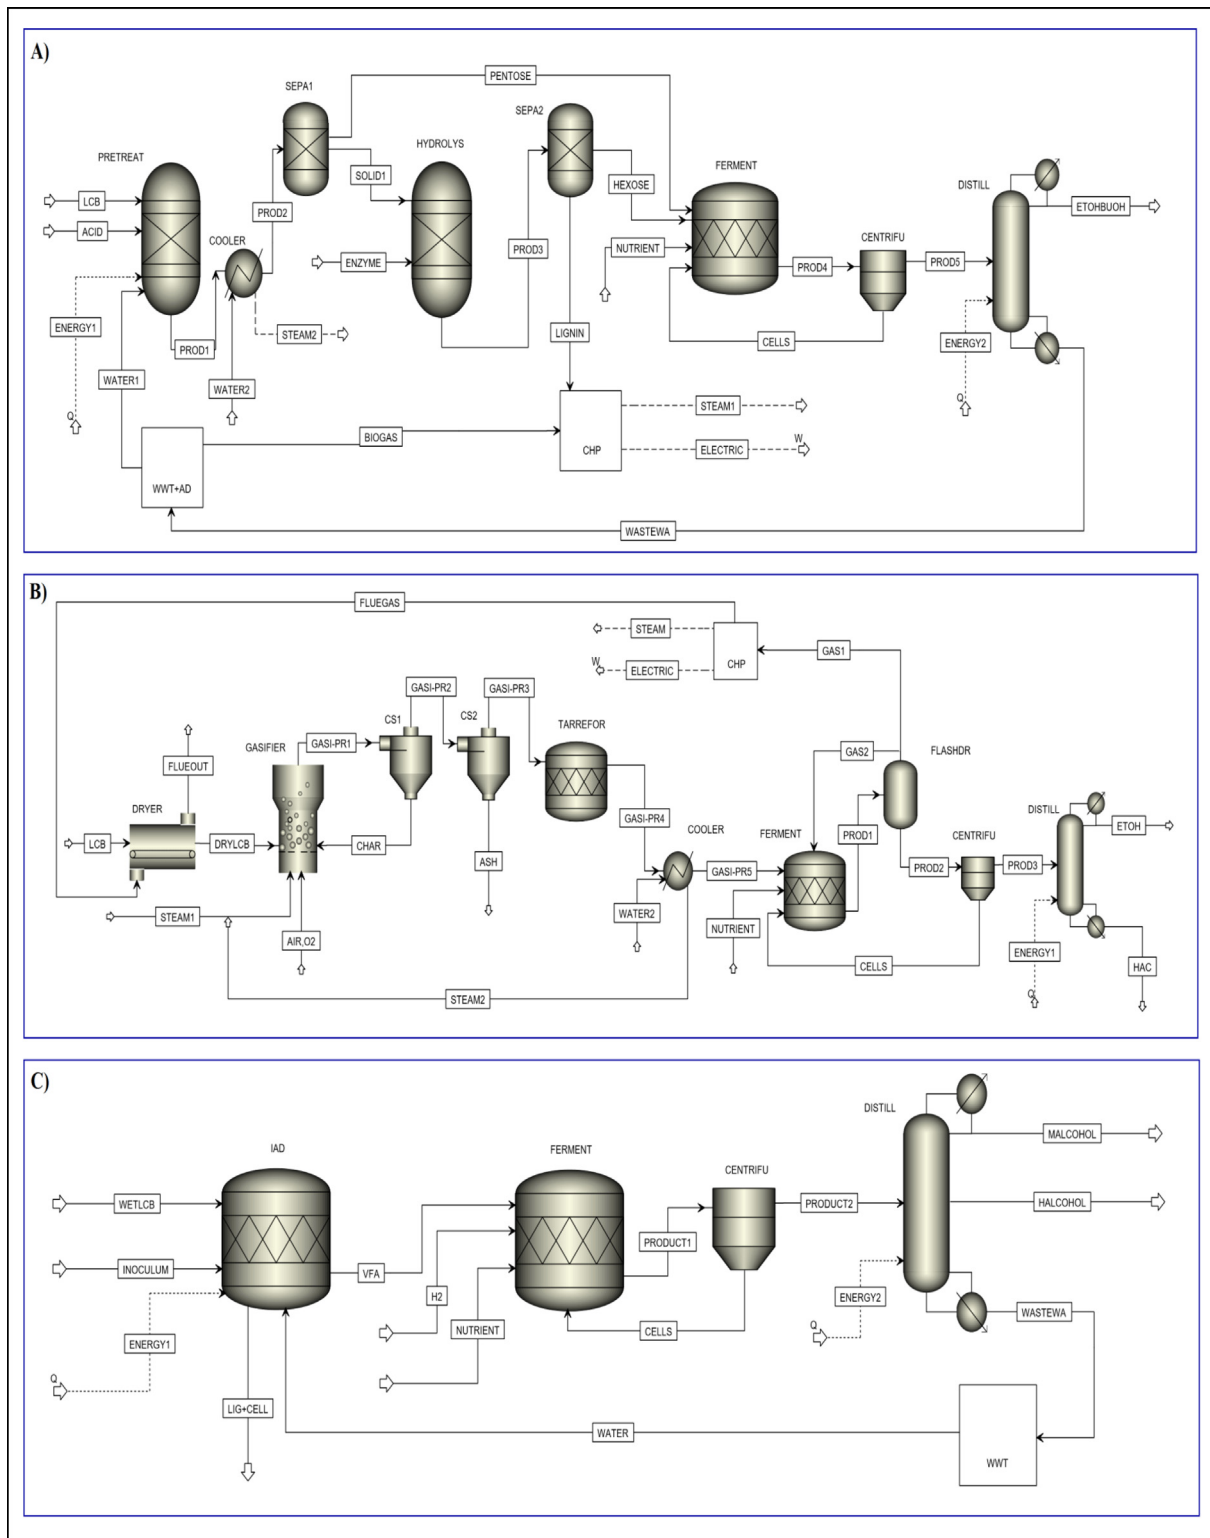 A)
PENTOSE
SEPA1
SEPA2
HYDROLYS
PRETREAT
FERMENT
SOLID1
HEXOSE
DISTILL
LCB
PROD2
ETOHBUOH
ACID
COOLER
CENTRIFU
NUTRIENT
PROD3
ENZYME
PROD4
PROD5
ENERGY1
STEAM2
LIGNIN
CELLS
ENERGY2
PROD1
WATER1
WATER2
STEAM1
Q
Q
BIOGAS
W
CHP
ELECTRIC
WWT+AD
WASTEWA
B)
FLUEGAS
STEAM
CHP
GAS1
W
ELECTRIC
GASI-PR2
GASI-PR3
CS1
CS2
TARREFOR
GASIFIER
GASI-PR1
GAS2
FLASHDR
FLUEOUT
DRYER
DISTILL
GASI-PR4
COOLER
FERMENT
PROD1
ETOH
LCB
DRYLCB
CHAR
CENTRIFU
ASH
GASI-PR5
PROD2
PROD3
STEAM1
WATER2
NUTRIENT
AIR,O2
ENERGY1
CELLS
HAC
STEAM2
Q
C)
DISTILL
MALCOHOL
IAD
FERMENT
CENTRIFU
WETLCB
PRODUCT2
HALCOHOL
PRODUCT1
INOCULUM
VFA
H2
ENERGY2
WASTEWA
NUTRIENT
CELLS
Q
ENERGY1
Q
LIG+CELL
WATER
WWT